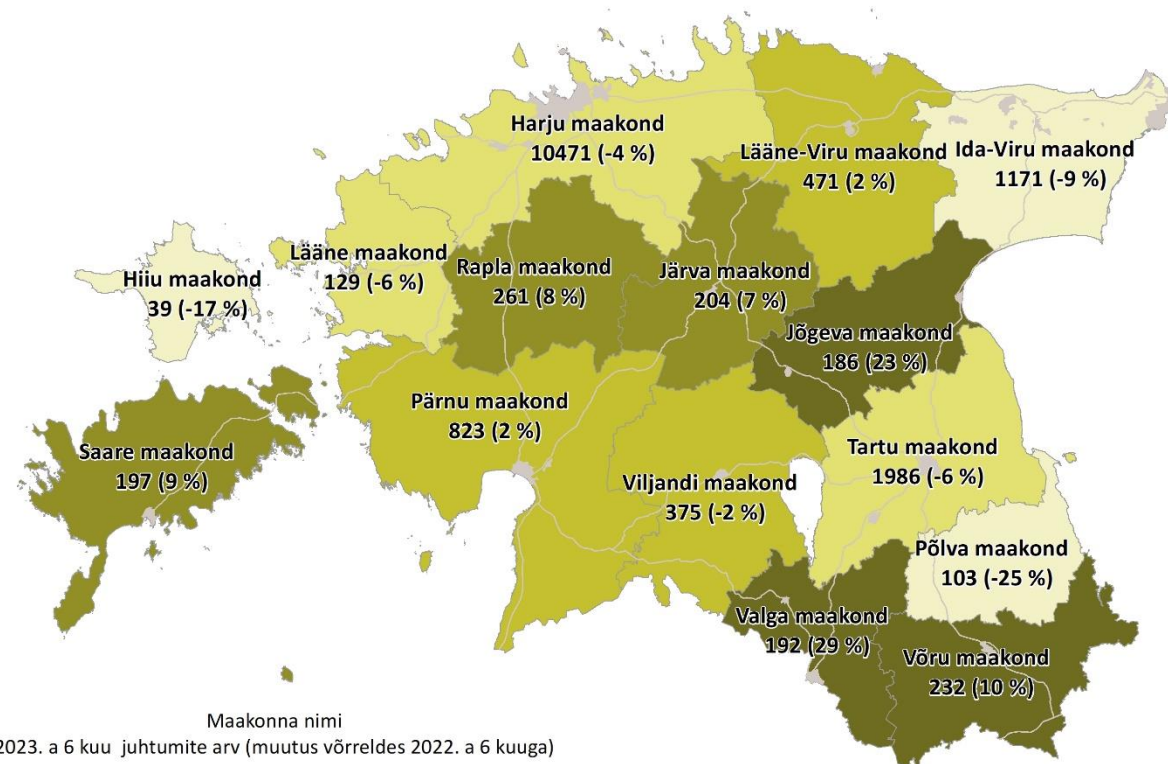 Harju maakond
10471 (-4 %)
Lääne-Viru maakond
471 (2 %)
Ida-Viru maakond
1171 (-9 %)
Hiiu maakond
39 (-17 %)
Lääne maakond
129 (-6 %)
Rapla maakond
261 (8 %)
Järva maakond
204 (7 %)
Jõgeva maakond
186 (23 %)
Saare maakond
197 (9 %)
Pärnu maakond
823 (2 %)
Viljandi maakond
375 (-2 %)
Tartu maakond
1986 (-6 %)
Põlva maakond
103 (-25 %)
Valga maakond
192 (29 %)
Võru maakond
232 (10 %)
Maakonna nimi
2023. a 6 kuu juhtumite arv (muutus võrreldes 2022. a 6 kuuga)